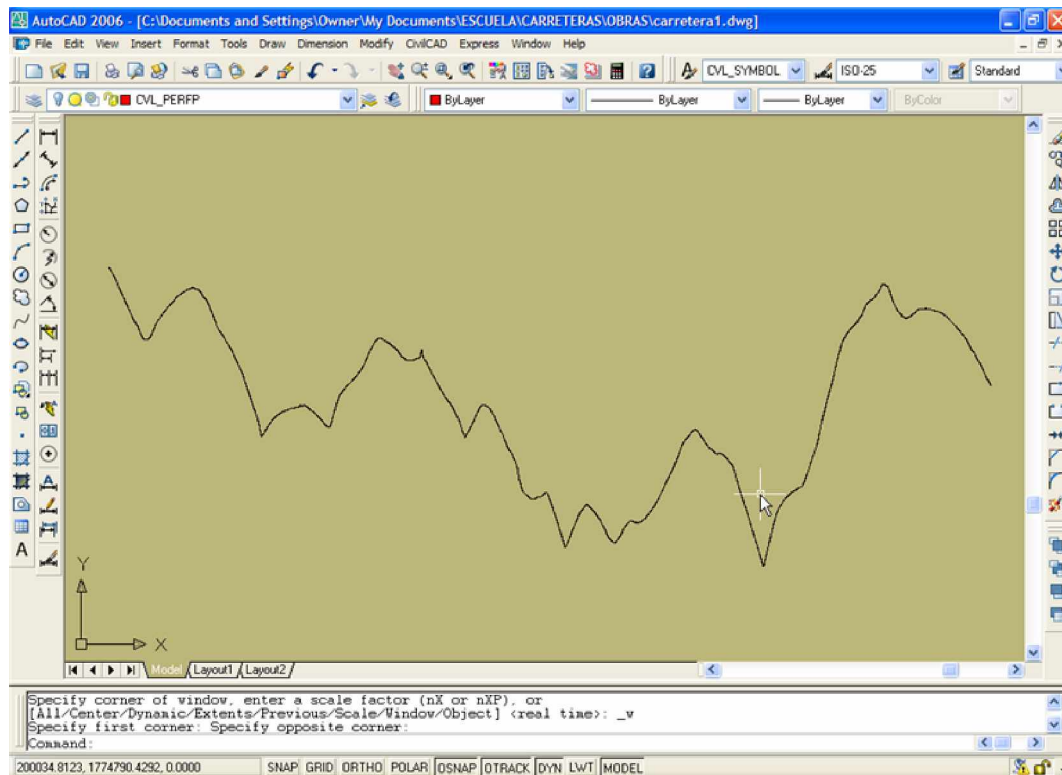 AutoCAD 2006 - [C:\Documents and Settings\Owner\My Documents\ESCUELA\CARRETERAS\OBRAS\carretera1.dwg]
File Edit View Insert Format Tools Draw Dimension Modify CivilCAD Express Window Help
CVL_SYMBOL ISO-25 Standard
CVL_PERFP ByLayer ByLayer ByLayer ByColor
3D
A
Y
X
Model Layout1 Layout2
Specify corner of window, enter a scale factor (nX or nXP), or
[All/Center/Dynamic/Extents/Previous/Scale/Window/Object] <real time>: _w
Specify first corner: Specify opposite corner:
Command:
200034.8123, 1774790.4292, 0.0000 SNAP GRID ORTHO POLAR OSNAP OTRACK DYN LWT MODEL